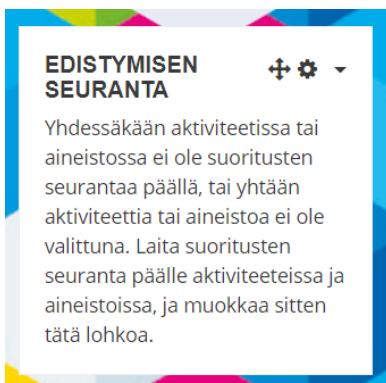 EDISTYMISEN
SEURANTA
Yhdessäkään aktiviteetissa tai
aineistossa ei ole suoritusten
seurantaa päällä, tai yhtään
aktiviteettia tai aineistoa ei ole
valittuna. Laita suoritusten
seuranta päälle aktiviteeteissa ja
aineistoissa, ja muokkaa sitten
tätä lohkoa.